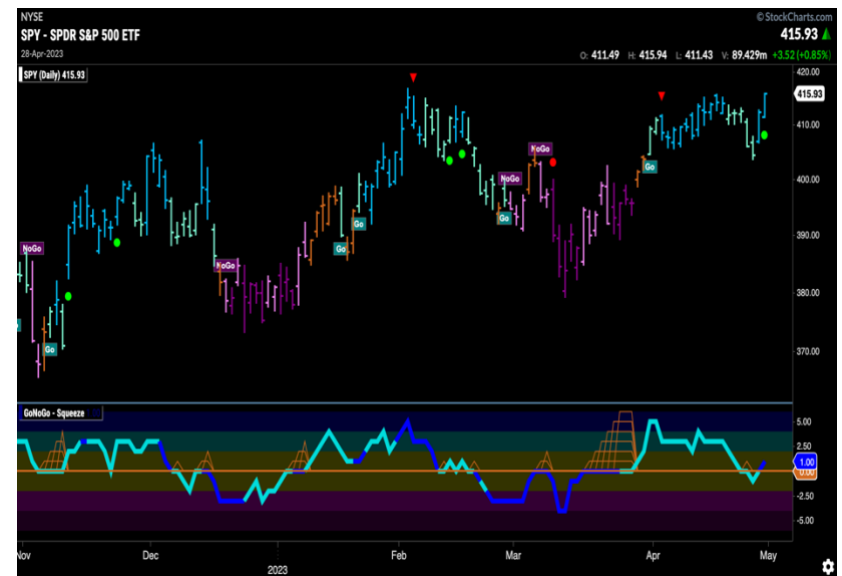 NYSE
© StockCharts.com
SPY - SPDR S&P 500 ETF
415.93
28-Apr-2023
O: 411.49 H: 415.94 L: 411.43 V: 89.429m +3.52 (+0.85%)
SPY (Daily) 415.93
420.00
415.93
410.00
NoGo
Go
NoGo
400.00
Go
Go
390.00
NoGo
Go
NoGo
380.00
Go
370.00
GoNoGo - Squeeze
5.00
2.50
1.00
0.00
-2.50
-5.00
Nov Dec Feb Mar Apr May
2023